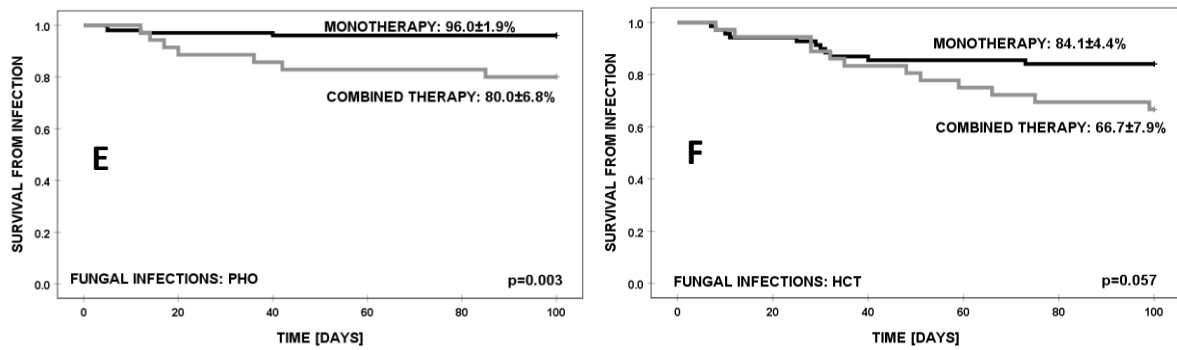 1.0
0.8
0.6
0.4
0.2
0.0
SURVIVAL FROM INFECTION
MONOTHERAPY: 96.0±1.9%
COMBINED THERAPY: 80.0±6.8%
E
FUNGAL INFECTIONS: PHO
p=0.003
0 20 40 60 80 100
TIME [DAYS]
1.0
0.8
0.6
0.4
0.2
0.0
SURVIVAL FROM INFECTION
MONOTHERAPY: 84.1±4.4%
COMBINED THERAPY: 66.7±7.9%
F
FUNGAL INFECTIONS: HCT
p=0.057
0 20 40 60 80 100
TIME [DAYS]